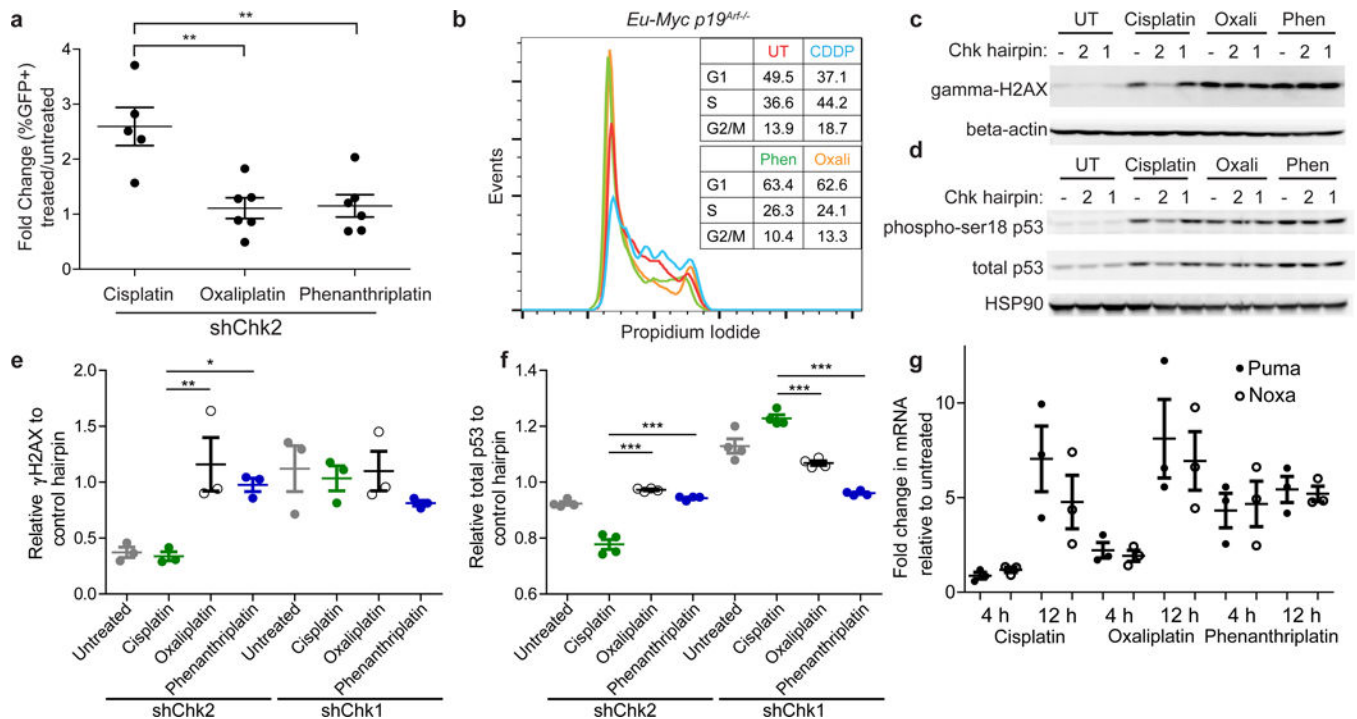 a
**
**
Fold Change (%GFP+)
treated/untreated
4
3
2
1
0
Cisplatin Oxaliplatin Phenanthriplatin
shChk2
b
Eu-Myc p19Arf-/-
UT CDDP
G1 49.5 37.1
S 36.6 44.2
G2/M 13.9 18.7
Phen Oxali
G1 63.4 62.6
S 26.3 24.1
G2/M 10.4 13.3
Events
Propidium Iodide
c
UT Cisplatin Oxali Phen
Chk hairpin: - 2 1 - 2 1 - 2 1 - 2 1
gamma-H2AX
beta-actin
d
UT Cisplatin Oxali Phen
Chk hairpin: - 2 1 - 2 1 - 2 1 - 2 1
phospho-ser18 p53
total p53
HSP90
e
Relative γH2AX to
control hairpin
2.0
1.5
1.0
0.5
0.0
*
**
Untreated
Cisplatin
Oxaliplatin
Phenanthriplatin
Untreated
Cisplatin
Oxaliplatin
Phenanthriplatin
shChk2 shChk1
f
Relative total p53 to
control hairpin
1.4
1.2
1.0
0.8
0.6
***
***
***
***
Untreated
Cisplatin
Oxaliplatin
Phenanthriplatin
Untreated
Cisplatin
Oxaliplatin
Phenanthriplatin
shChk2 shChk1
g
Puma
Noxa
Fold change in mRNA
relative to untreated
10
5
0
4 h 12 h 4 h 12 h 4 h 12 h
Cisplatin Oxaliplatin Phenanthriplatin